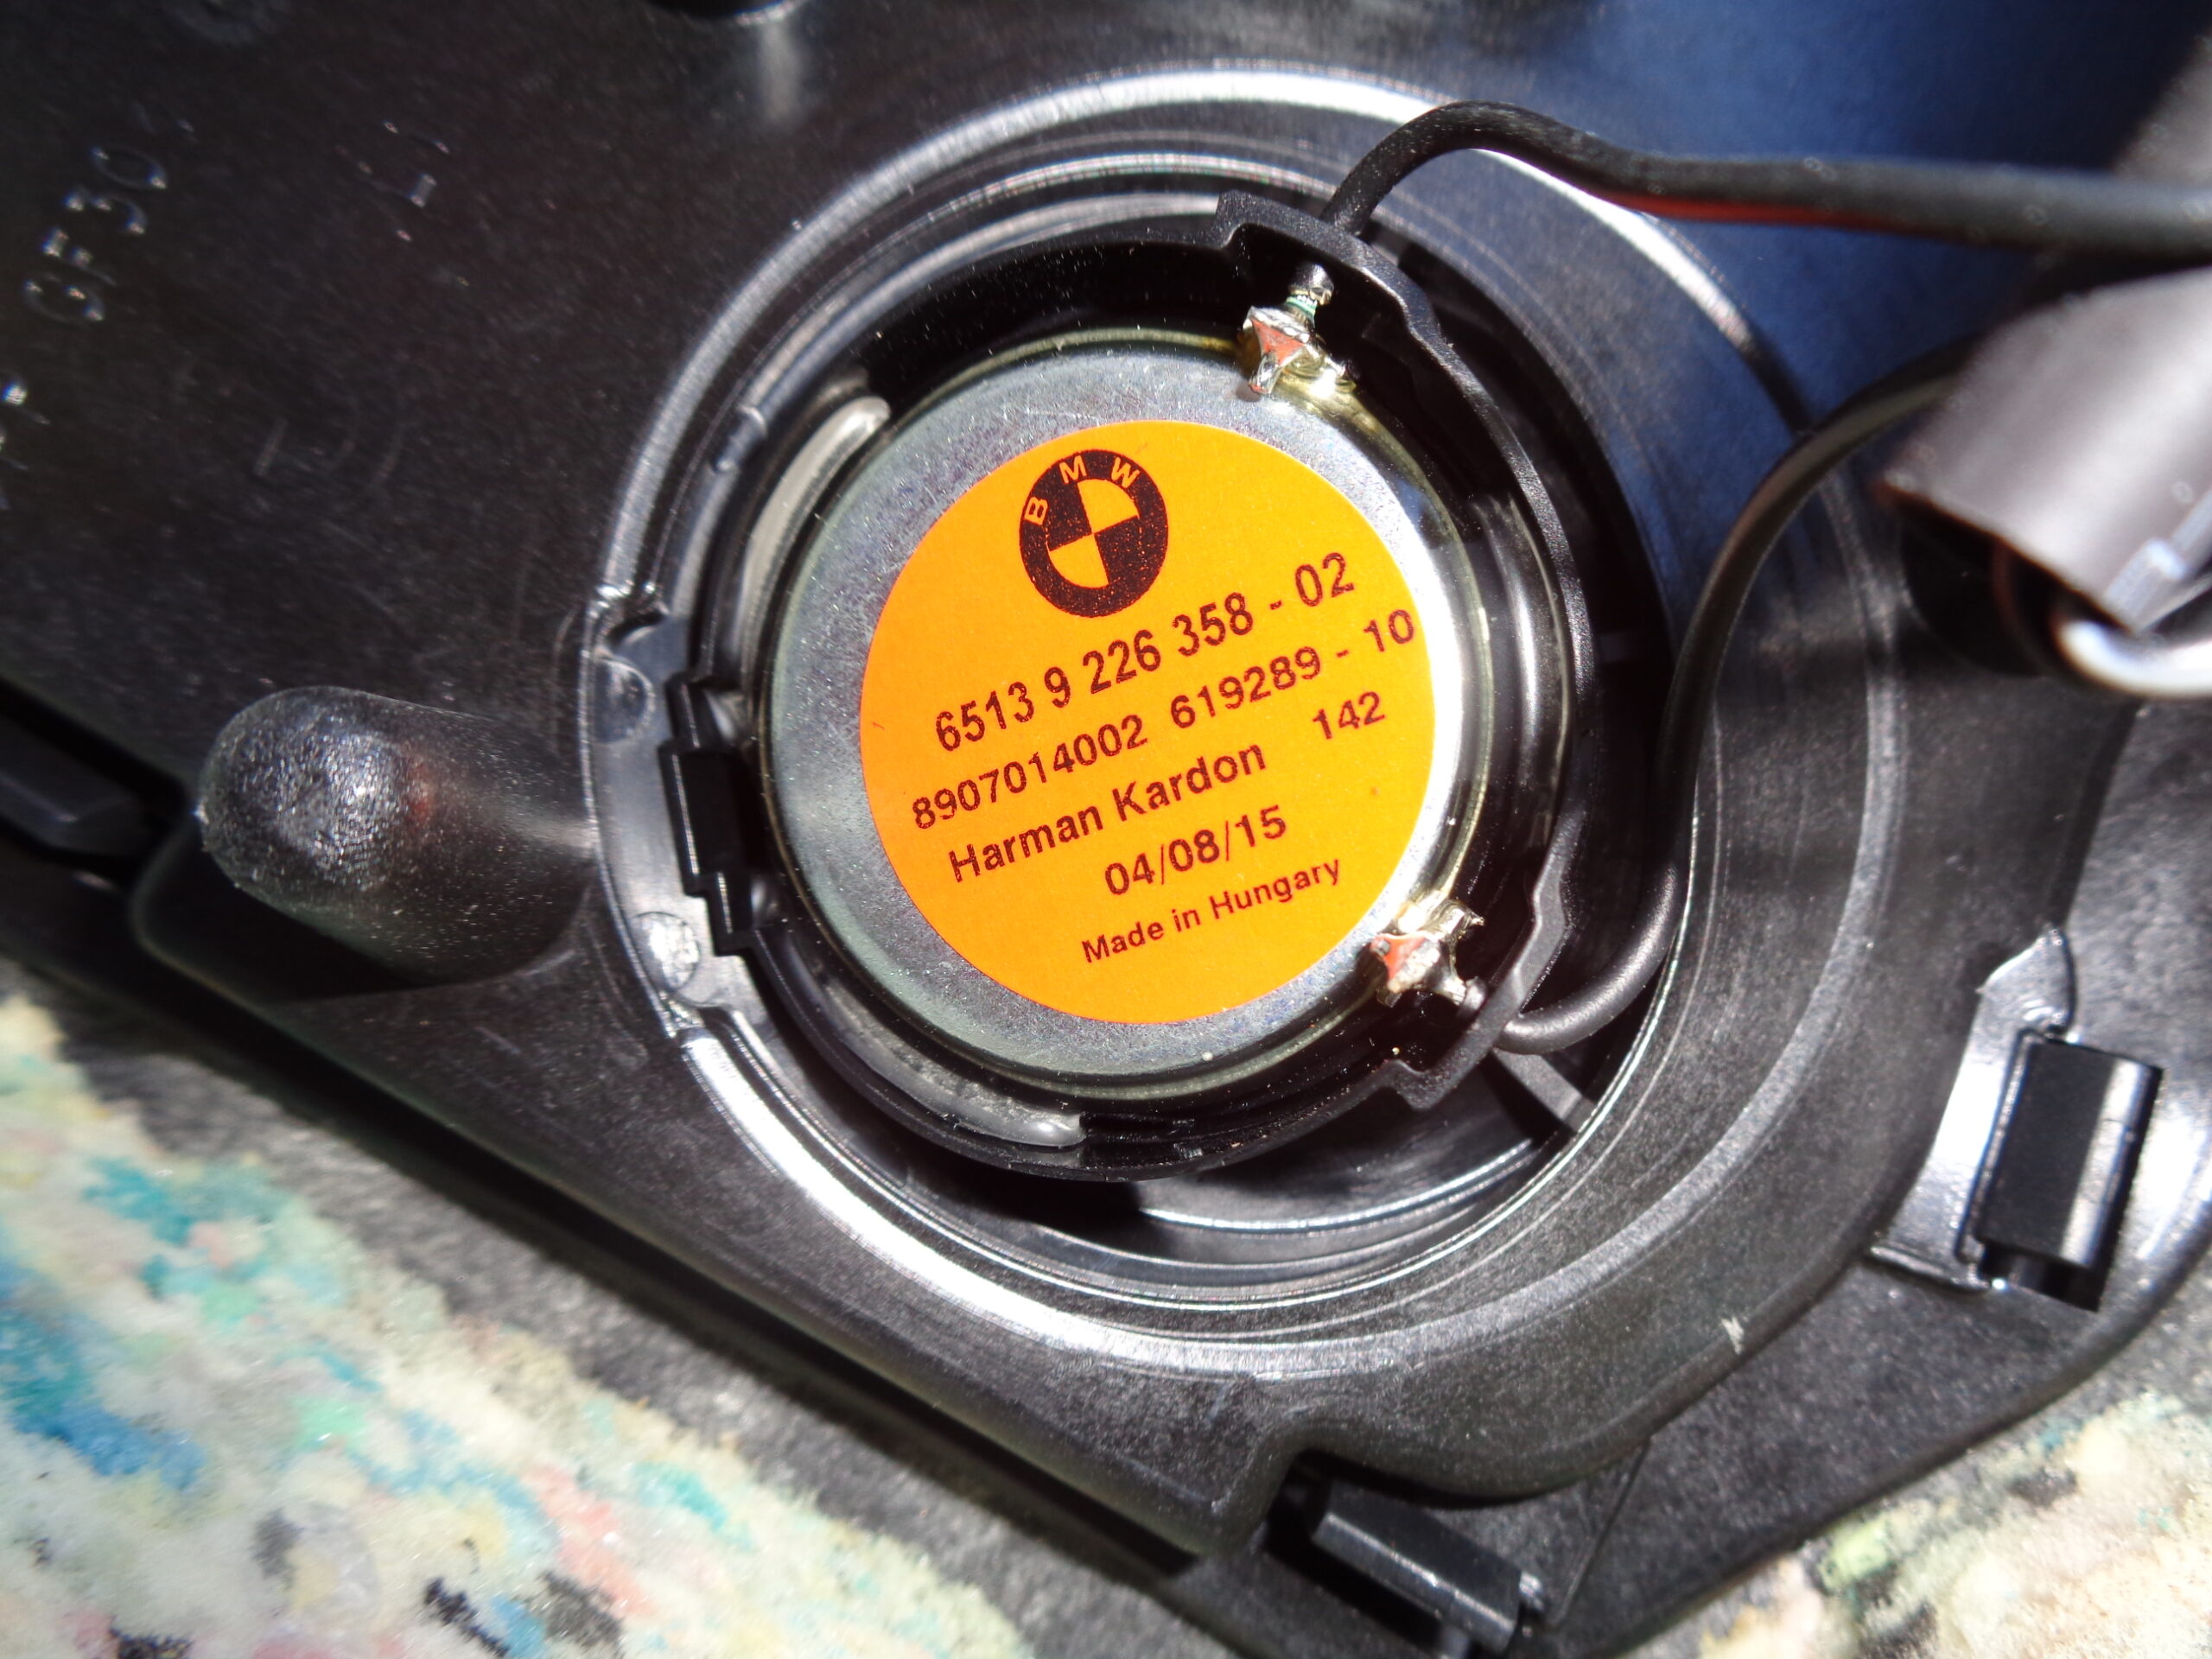 BMW
6513 9 226 358 - 02
8907014002 619289 - 10
Harman Kardon 142
04/08/15
Made in Hungary